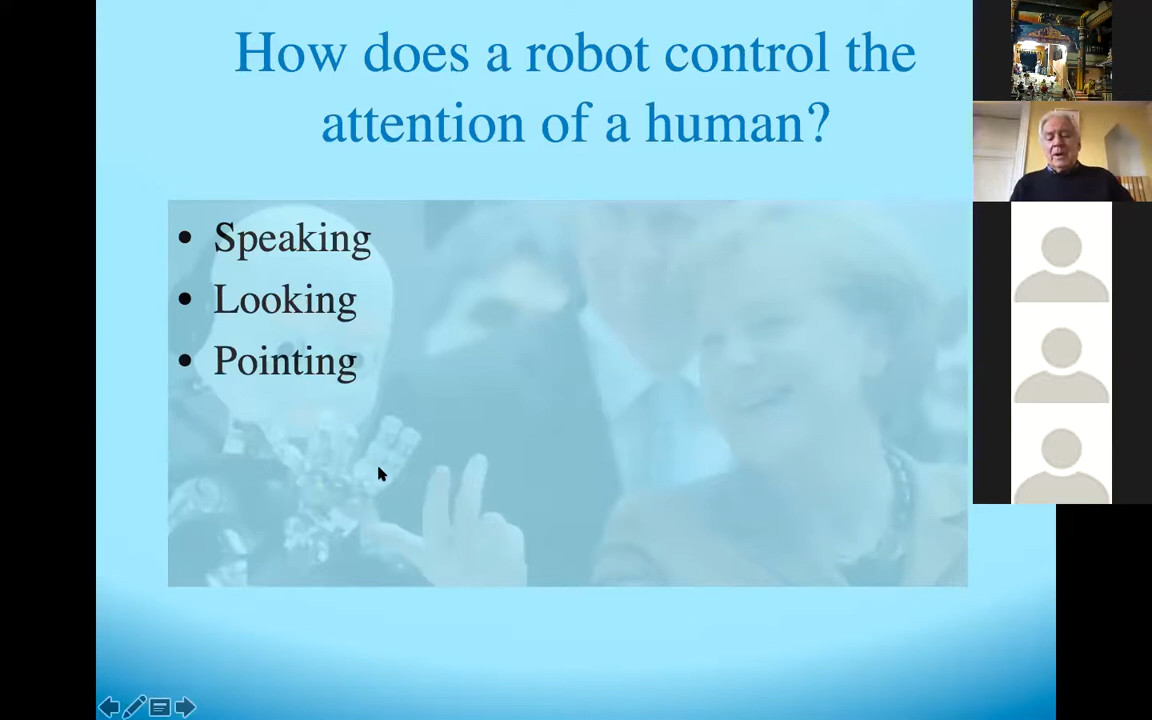 How does a robot control the
attention of a human?
• Speaking
• Looking
• Pointing